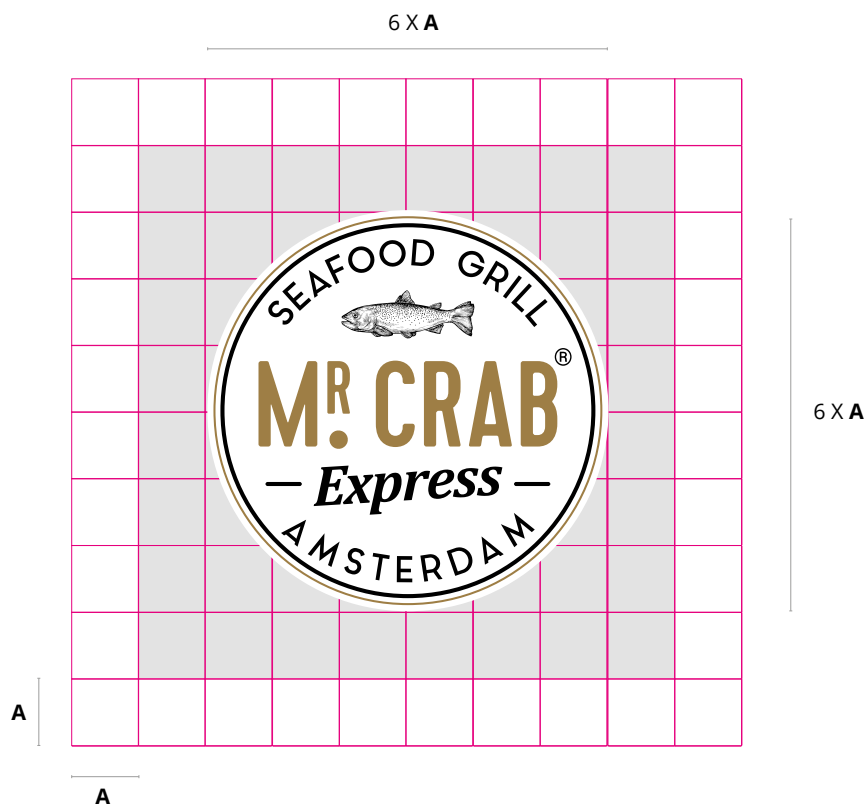 6 X A
SEAFOOD GRILL
MR. CRAB®
— Express —
AMSTERDAM
6 X A
A
A